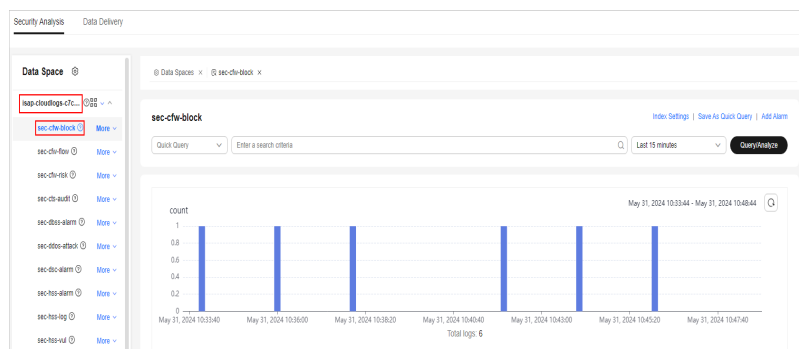 Security Analysis Data Delivery
Data Space
Data Spaces × sec-cfw-block ×
isap-cloudlogs-c7c...
sec-cfw-block More
sec-cfw-flow More
sec-cfw-risk More
sec-cts-audit More
sec-dbss-alarm More
sec-ddos-attack More
sec-dsc-alarm More
sec-hss-alarm More
sec-hss-log More
sec-hss-vul More
sec-cfw-block
Index Settings | Save As Quick Query | Add Alarm
Quick Query Enter a search criteria Last 15 minutes Query/Analyze
May 31, 2024 10:33:44 - May 31, 2024 10:48:44
count
1
0.8
0.6
0.4
0.2
0
May 31, 2024 10:33:40 May 31, 2024 10:36:00 May 31, 2024 10:38:20 May 31, 2024 10:40:40 May 31, 2024 10:43:00 May 31, 2024 10:45:20 May 31, 2024 10:47:40
Total logs: 6